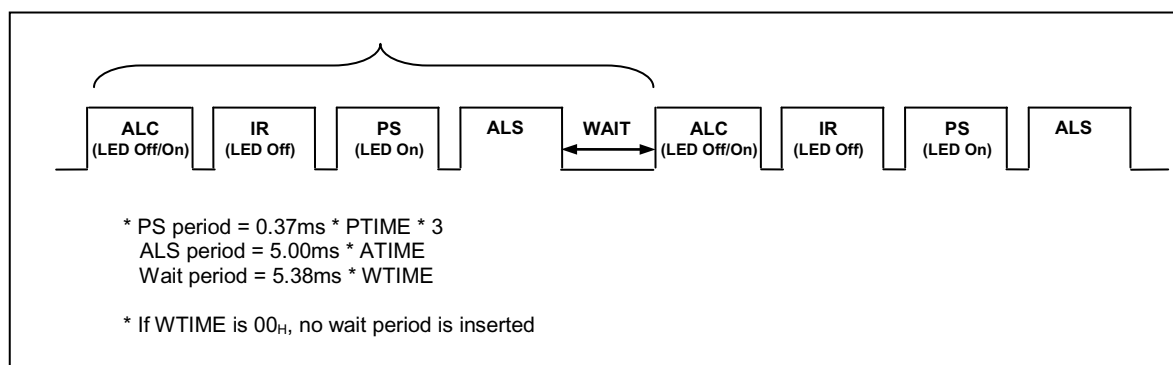 ALC IR PS ALS WAIT ALC IR PS ALS
(LED Off/On) (LED Off) (LED On) (LED Off/On) (LED Off) (LED On)
* PS period = 0.37ms * PTIME * 3
ALS period = 5.00ms * ATIME
Wait period = 5.38ms * WTIME
* If WTIME is 00H, no wait period is inserted